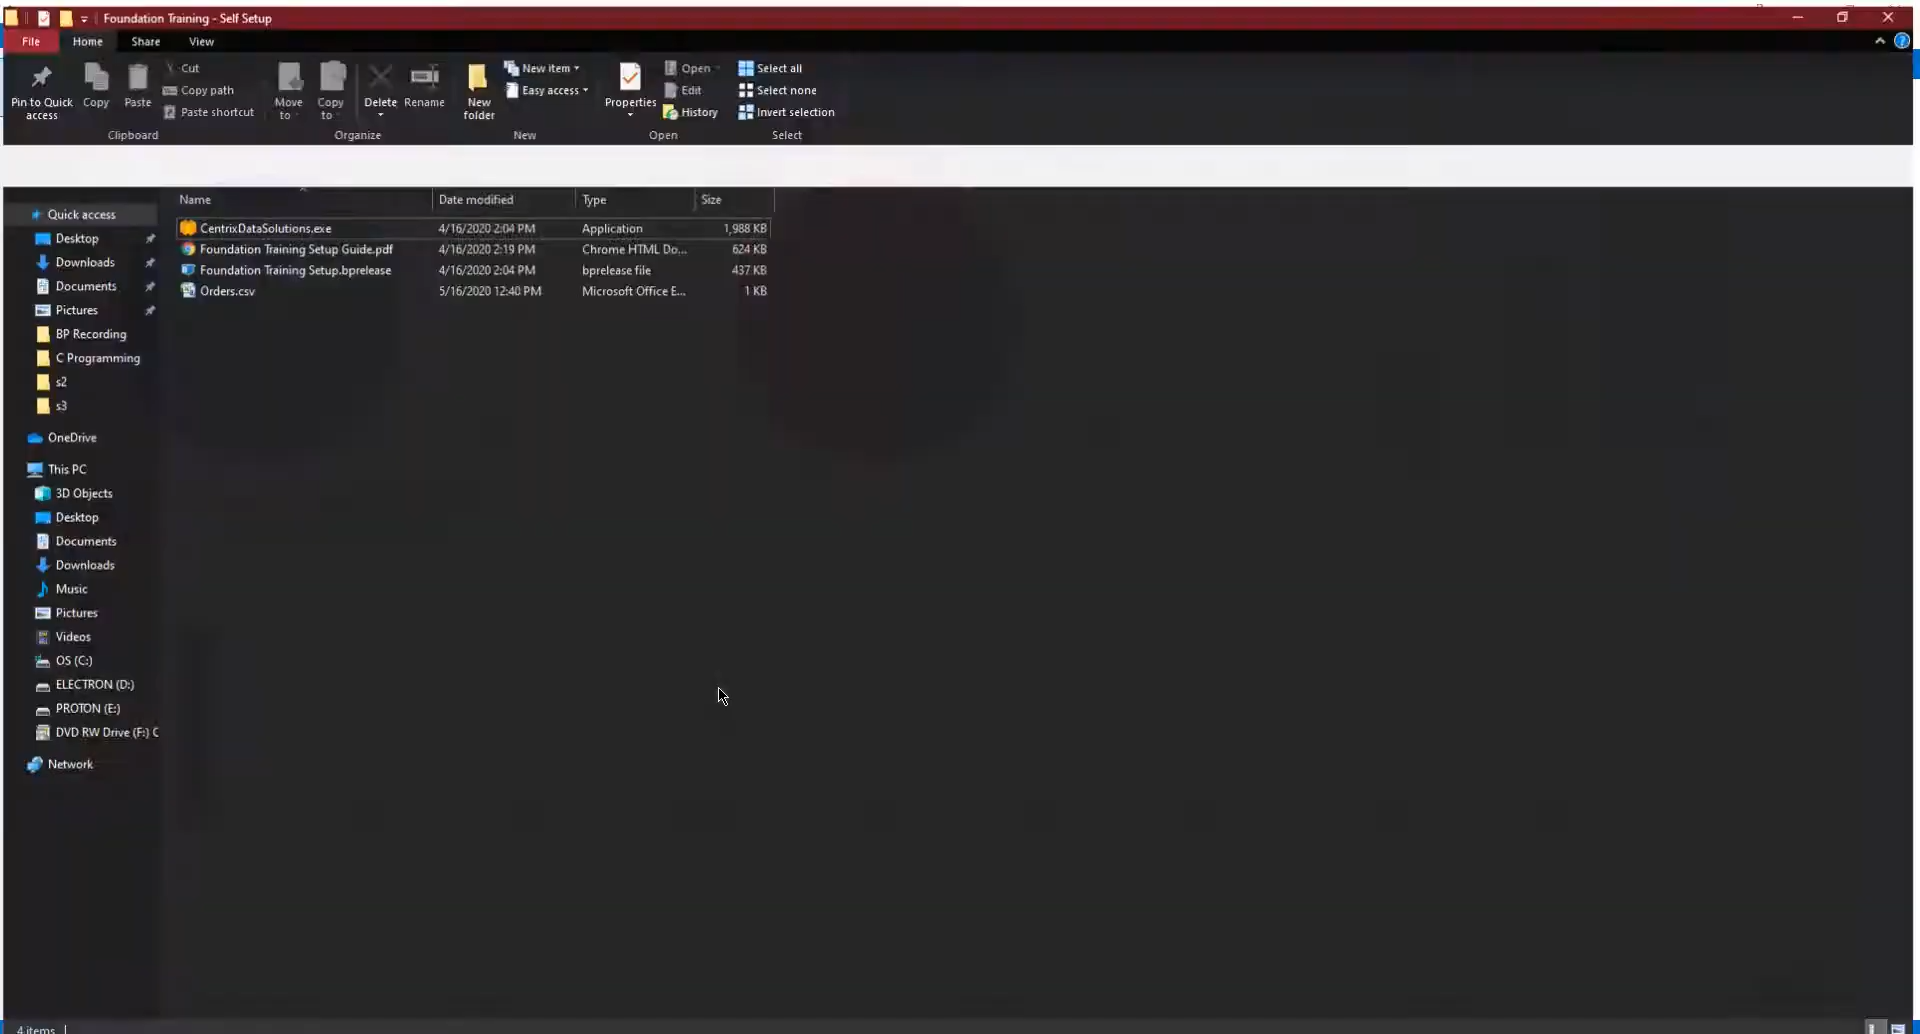 Foundation Training - Self Setup
File Home Share View
Pin to Quick access
Copy
Paste
Cut
Copy path
Paste shortcut
Clipboard
Move to
Copy to
Delete
Rename
Organize
New folder
New item
Easy access
New
Properties
Open
Edit
History
Open
Select all
Select none
Invert selection
Select
Name Date modified Type Size
CentrixDataSolutions.exe 4/16/2020 2:04 PM Application 1,988 KB
Foundation Training Setup Guide.pdf 4/16/2020 2:19 PM Chrome HTML Do... 624 KB
Foundation Training Setup.bprelease 4/16/2020 2:04 PM bprelease file 437 KB
Orders.csv 5/16/2020 12:40 PM Microsoft Office E... 1 KB
Quick access
Desktop
Downloads
Documents
Pictures
BP Recording
C Programming
s2
s3
OneDrive
This PC
3D Objects
Desktop
Documents
Downloads
Music
Pictures
Videos
OS (C:)
ELECTRON (D:)
PROTON (E:)
DVD RW Drive (F:) C
Network
4 items